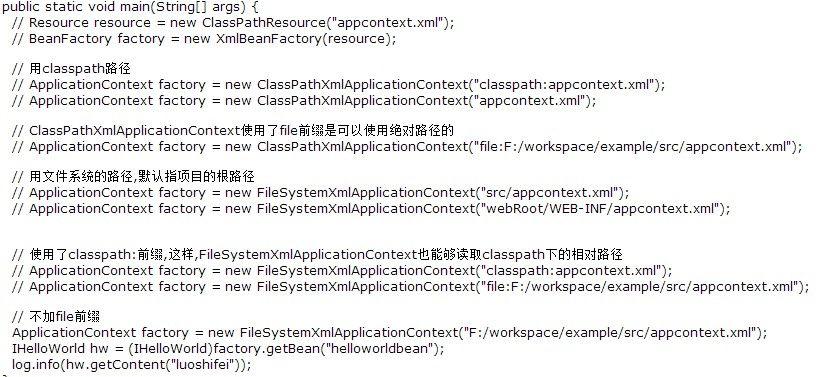 public static void main(String[] args) {
// Resource resource = new ClassPathResource("appcontext.xml");
// BeanFactory factory = new XmlBeanFactory(resource);
// 用classpath路径
// ApplicationContext factory = new ClassPathXmlApplicationContext("classpath:appcontext.xml");
// ApplicationContext factory = new ClassPathXmlApplicationContext("appcontext.xml");
// ClassPathXmlApplicationContext使用了file前缀是可以使用绝对路径的
// ApplicationContext factory = new ClassPathXmlApplicationContext("file:F:/workspace/example/src/appcontext.xml");
// 用文件系统的路径,默认指项目的根路径
// ApplicationContext factory = new FileSystemXmlApplicationContext("src/appcontext.xml");
// ApplicationContext factory = new FileSystemXmlApplicationContext("webRoot/WEB-INF/appcontext.xml");
// 使用了classpath:前缀,这样,FileSystemXmlApplicationContext也能够读取classpath下的相对路径
// ApplicationContext factory = new FileSystemXmlApplicationContext("classpath:appcontext.xml");
// ApplicationContext factory = new FileSystemXmlApplicationContext("file:F:/workspace/example/src/appcontext.xml");
// 不加file前缀
ApplicationContext factory = new FileSystemXmlApplicationContext("F:/workspace/example/src/appcontext.xml");
IHelloWorld hw = (IHelloWorld)factory.getBean("helloworldbean");
log.info(hw.getContent("luoshifei"));
}